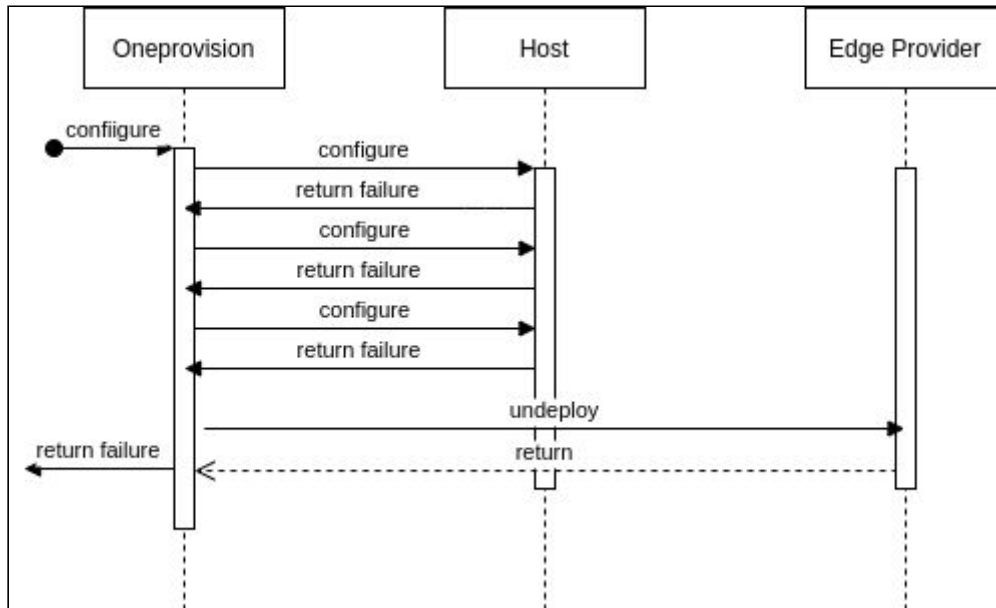 Oneprovision
Host
Edge Provider
confiigure
configure
return failure
configure
return failure
configure
return failure
undeploy
return failure
return